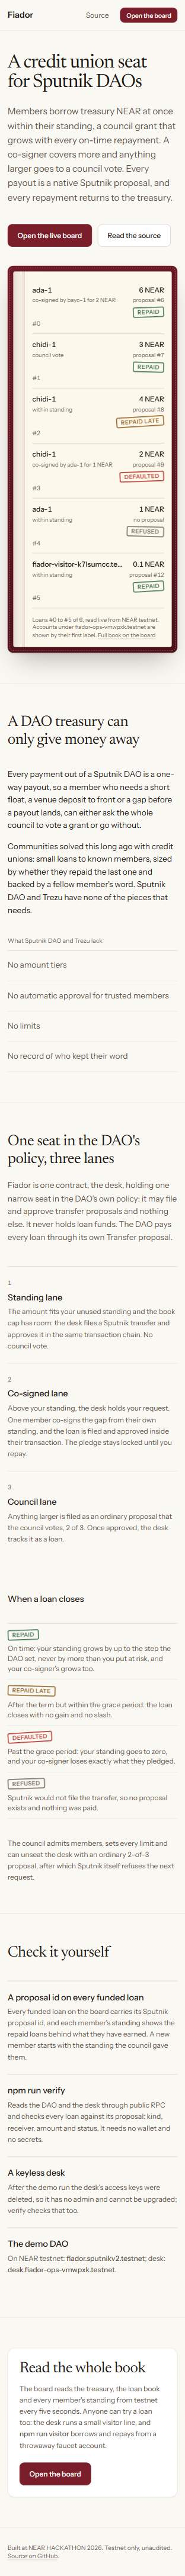 Fiador
Source
Open the board
A credit union seat
for Sputnik DAOs
Members borrow treasury NEAR at once
within their standing, a council grant that
grows with every on-time repayment. A
co-signer covers more and anything
larger goes to a council vote. Every
payout is a native Sputnik proposal, and
every repayment returns to the treasury.
Open the live board
Read the source
ada-1
6 NEAR
co-signed by bayo-1 for 2 NEAR
proposal #6
REPAID
#0
chidi-1
3 NEAR
council vote
proposal #7
REPAID
#1
chidi-1
4 NEAR
within standing
proposal #8
REPAID LATE
#2
chidi-1
2 NEAR
co-signed by ada-1 for 1 NEAR
proposal #9
DEFAULTED
#3
ada-1
1 NEAR
within standing
no proposal
REFUSED
#4
fiador-visitor-k7lsumcc.te...
0.1 NEAR
within standing
proposal #12
REPAID
#5
Loans #0 to #5 of 6, read live from NEAR testnet.
Accounts under fiador-ops-vmwpxk.testnet are
shown by their first label. Full book on the board
A DAO treasury can
only give money away
Every payment out of a Sputnik DAO is a one-
way payout, so a member who needs a short
float, a venue deposit to front or a gap before
a payout lands, can either ask the whole
council to vote a grant or go without.
Communities solved this long ago with credit
unions: small loans to known members, sized
by whether they repaid the last one and
backed by a fellow member's word. Sputnik
DAO and Trezu have none of the pieces that
needs.
What Sputnik DAO and Trezu lack
No amount tiers
No automatic approval for trusted members
No limits
No record of who kept their word
One seat in the DAO's
policy, three lanes
Fiador is one contract, the desk, holding one
narrow seat in the DAO's own policy: it may file
and approve transfer proposals and nothing
else. It never holds loan funds. The DAO pays
every loan through its own Transfer proposal.
1
Standing lane
The amount fits your unused standing and the book
cap has room: the desk files a Sputnik transfer and
approves it in the same transaction chain. No
council vote.
2
Co-signed lane
Above your standing, the desk holds your request.
One member co-signs the gap from their own
standing, and the loan is filed and approved inside
their transaction. The pledge stays locked until you
repay.
3
Council lane
Anything larger is filed as an ordinary proposal that
the council votes, 2 of 3. Once approved, the desk
tracks it as a loan.
When a loan closes
REPAID
On time: your standing grows by up to the step the
DAO set, never by more than you put at risk, and
your co-signer's grows too.
REPAID LATE
After the term but within the grace period: the loan
closes with no gain and no slash.
DEFAULTED
Past the grace period: your standing goes to zero,
and your co-signer loses exactly what they pledged.
REFUSED
Sputnik would not file the transfer, so no proposal
exists and nothing was paid.
The council admits members, sets every limit and
can unseat the desk with an ordinary 2-of-3
proposal, after which Sputnik itself refuses the next
request.
Check it yourself
A proposal id on every funded loan
Every funded loan on the board carries its Sputnik
proposal id, and each member's standing shows the
repaid loans behind what they have earned. A new
member starts with the standing the council gave
them.
npm run verify
Reads the DAO and the desk through public RPC
and checks every loan against its proposal: kind,
receiver, amount and status. It needs no wallet and
no secrets.
A keyless desk
After the demo run the desk's access keys were
deleted, so it has no admin and cannot be upgraded;
verify checks that too.
The demo DAO
On NEAR testnet: fiador.sputnikv2.testnet; desk:
desk.fiador-ops-vmwpxk.testnet.
Read the whole book
The board reads the treasury, the loan book
and every member's standing from testnet
every five seconds. Anyone can try a loan
too: the desk runs a small visitor line, and
npm run visitor borrows and repays from a
throwaway faucet account.
Open the board
Built at NEAR HACKATHON 2026. Testnet only, unaudited.
Source on GitHub.